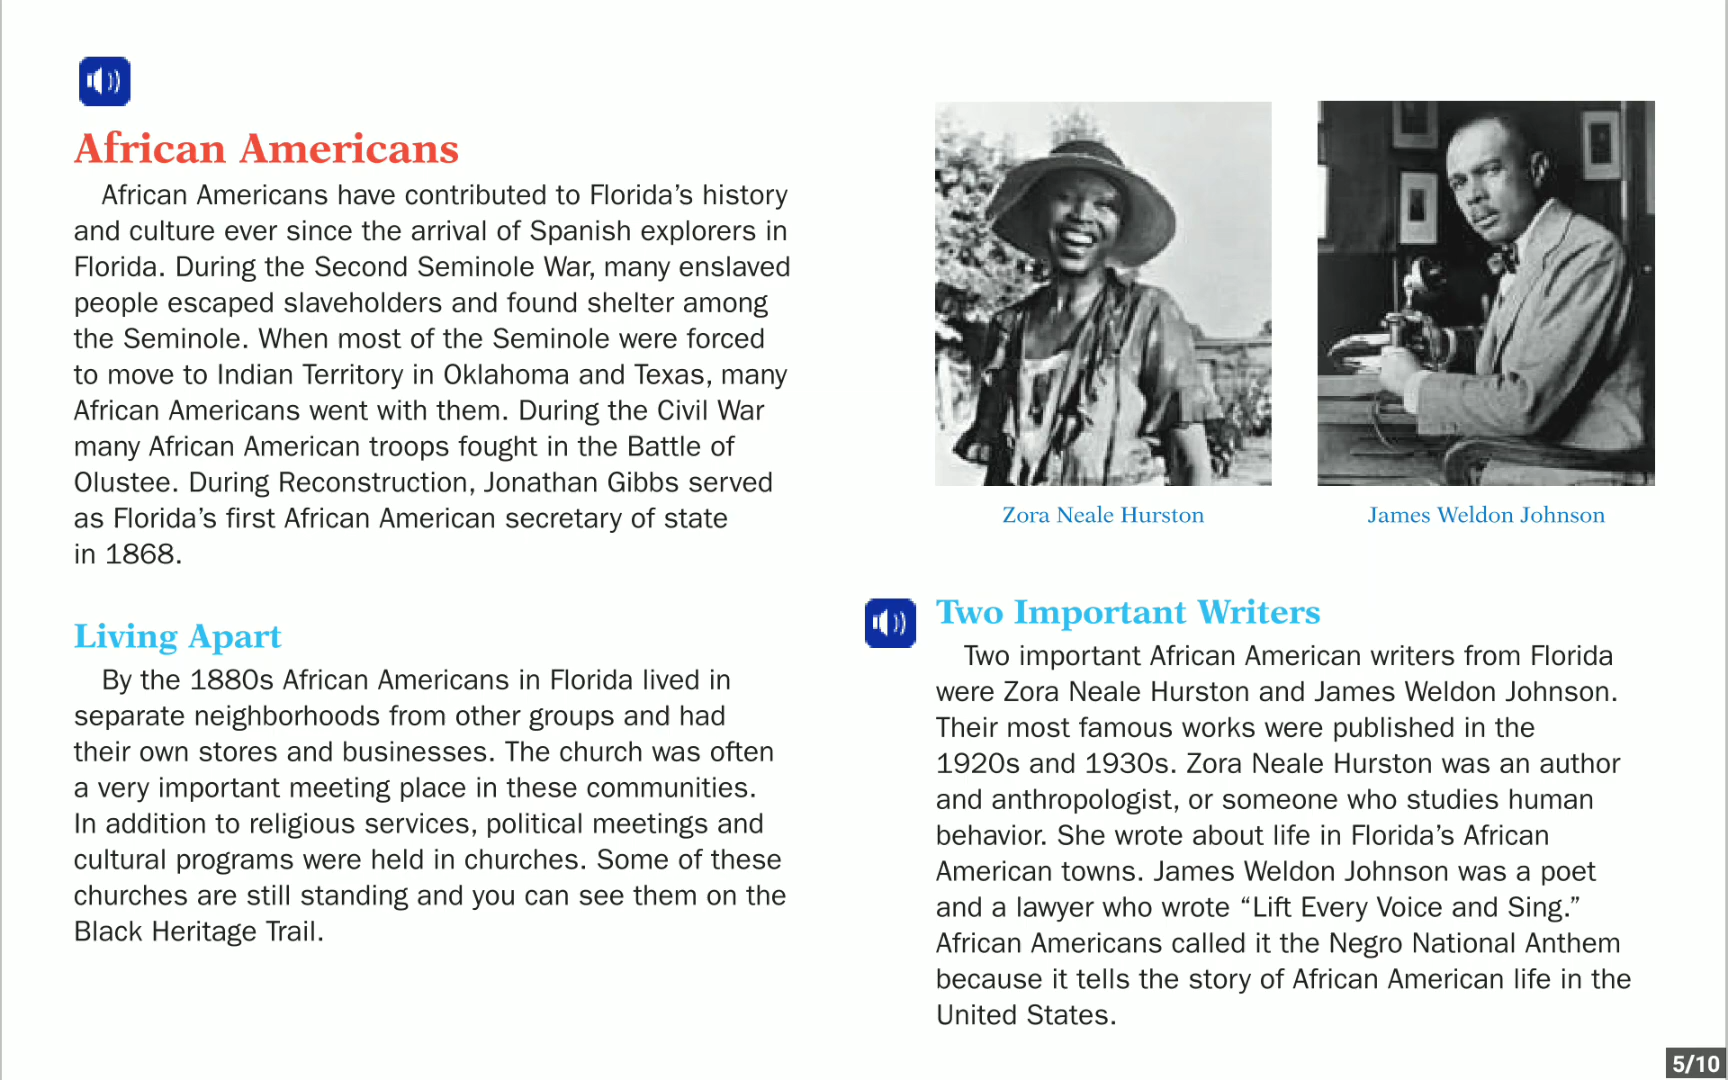 African Americans
African Americans have contributed to Florida’s history
and culture ever since the arrival of Spanish explorers in
Florida. During the Second Seminole War, many enslaved
people escaped slaveholders and found shelter among
the Seminole. When most of the Seminole were forced
to move to Indian Territory in Oklahoma and Texas, many
African Americans went with them. During the Civil War
many African American troops fought in the Battle of
Olustee. During Reconstruction, Jonathan Gibbs served
as Florida’s first African American secretary of state
in 1868.
Living Apart
By the 1880s African Americans in Florida lived in
separate neighborhoods from other groups and had
their own stores and businesses. The church was often
a very important meeting place in these communities.
In addition to religious services, political meetings and
cultural programs were held in churches. Some of these
churches are still standing and you can see them on the
Black Heritage Trail.
Zora Neale Hurston
James Weldon Johnson
Two Important Writers
Two important African American writers from Florida
were Zora Neale Hurston and James Weldon Johnson.
Their most famous works were published in the
1920s and 1930s. Zora Neale Hurston was an author
and anthropologist, or someone who studies human
behavior. She wrote about life in Florida’s African
American towns. James Weldon Johnson was a poet
and a lawyer who wrote “Lift Every Voice and Sing.”
African Americans called it the Negro National Anthem
because it tells the story of African American life in the
United States.
5/10